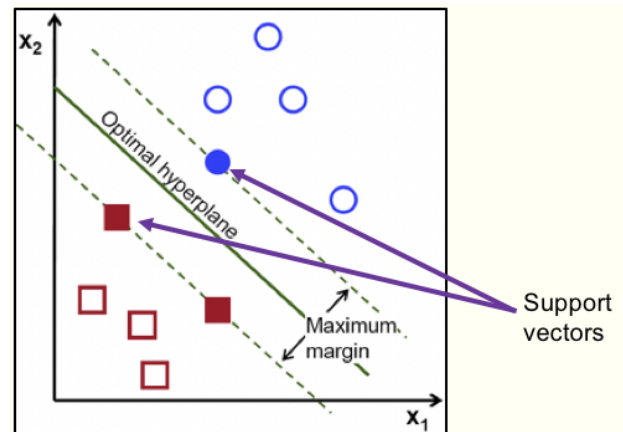 x2
Optimal hyperplane
Maximum
margin
x1
Support
vectors